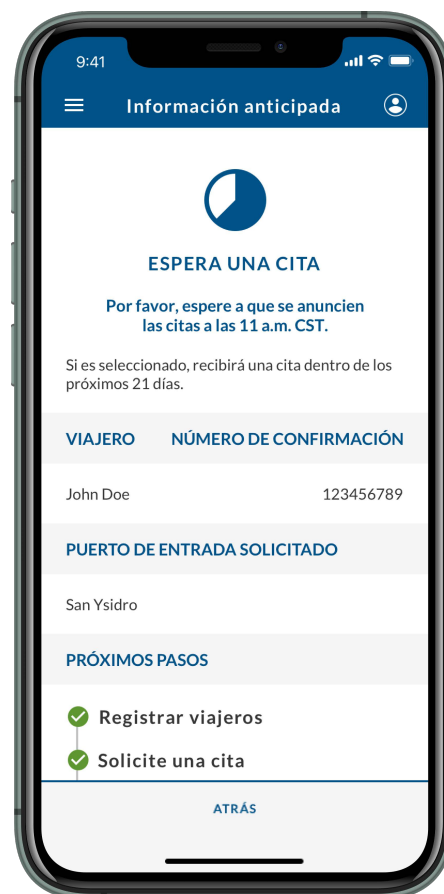 9:41
Información anticipada
ESPERA UNA CITA
Por favor, espere a que se anuncien
las citas a las 11 a.m. CST.
Si es seleccionado, recibirá una cita dentro de los
próximos 21 días.
VIAJERO NÚMERO DE CONFIRMACIÓN
John Doe 123456789
PUERTO DE ENTRADA SOLICITADO
San Ysidro
PRÓXIMOS PASOS
Registrar viajeros
Solicite una cita
ATRÁS